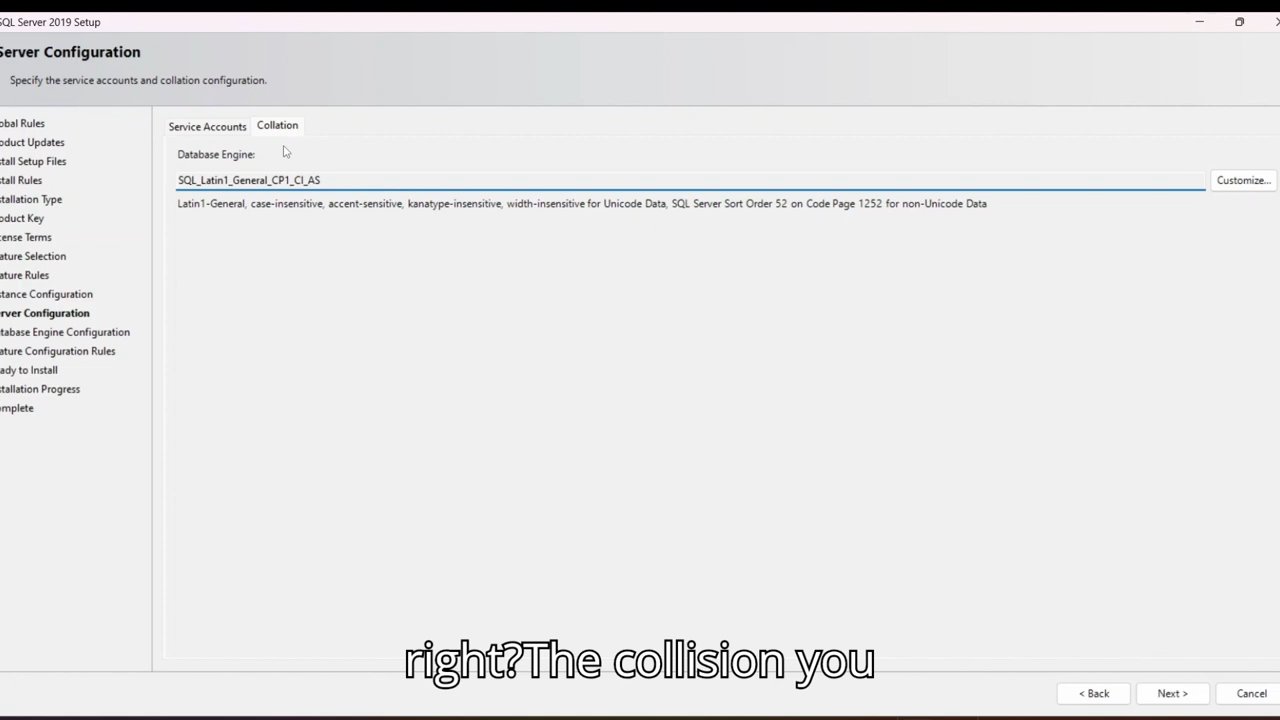 SQL Server 2019 Setup
Server Configuration
Specify the service accounts and collation configuration.
obal Rules
oduct Updates
stall Setup Files
stall Rules
stallation Type
oduct Key
cense Terms
ature Selection
ature Rules
stance Configuration
erver Configuration
tabase Engine Configuration
ature Configuration Rules
eady to Install
stallation Progress
omplete
Service Accounts Collation
Database Engine:
SQL_Latin1_General_CP1_CI_AS
Customize...
Latin1-General, case-insensitive, accent-sensitive, kanatype-insensitive, width-insensitive for Unicode Data, SQL Server Sort Order 52 on Code Page 1252 for non-Unicode Data
right?The collision you
< Back Next > Cancel